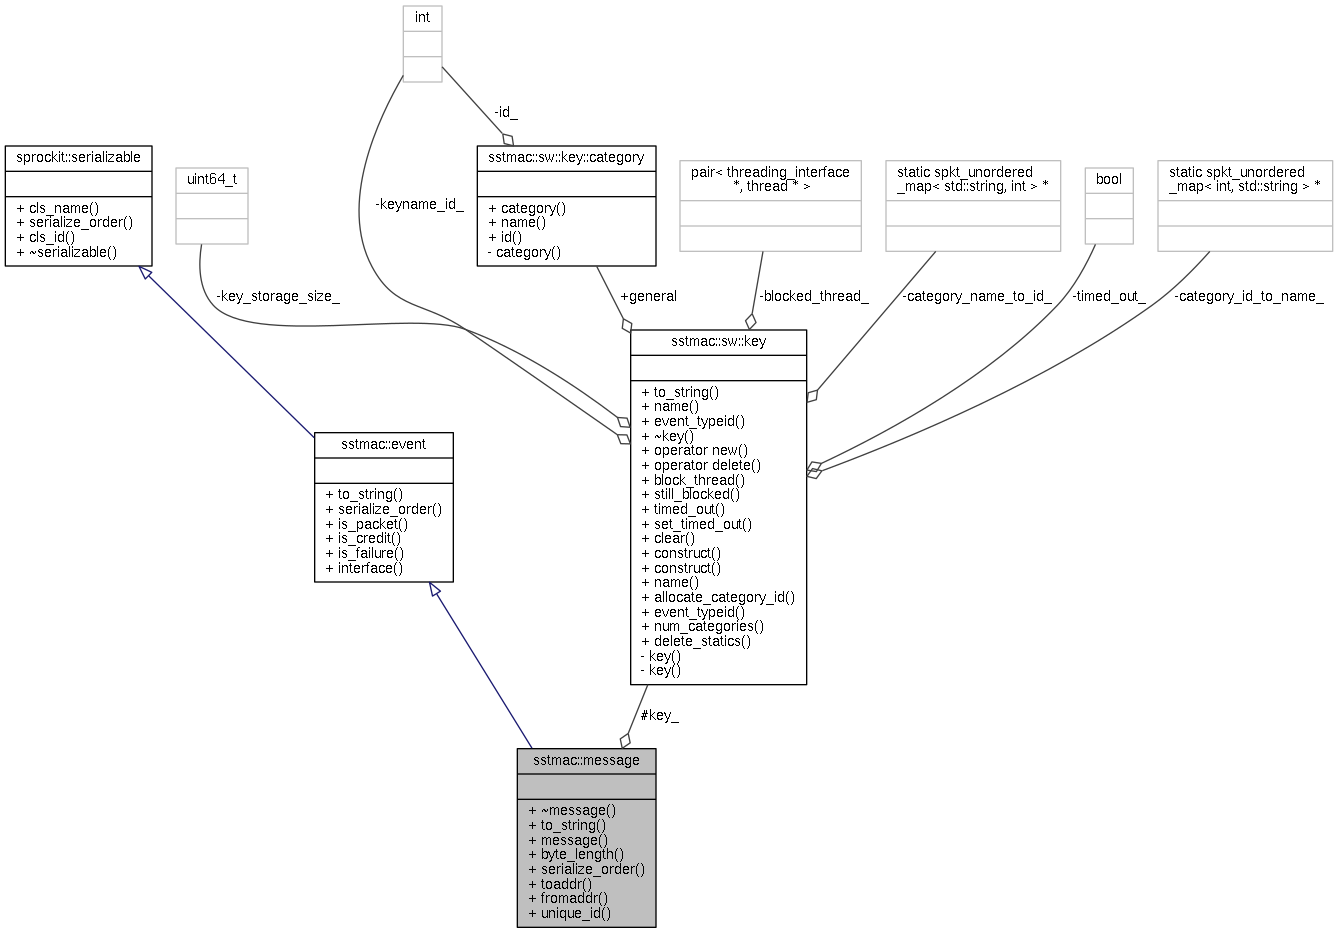 int
-id_
sprockit::serializable
+ cls_name()
+ serialize_order()
+ cls_id()
+ ~serializable()
uint64_t
-keyname_id_
sstmac::sw::key::category
+ category()
+ name()
+ id()
- category()
pair< threading_interface
*, thread * >
static spkt_unordered
_map< std::string, int > *
bool
static spkt_unordered
_map< int, std::string > *
-key_storage_size_
+general
-blocked_thread_
-category_name_to_id_
-timed_out_
-category_id_to_name_
sstmac::sw::key
+ to_string()
+ name()
+ event_typeid()
+ ~key()
+ operator new()
+ operator delete()
+ block_thread()
+ still_blocked()
+ timed_out()
+ set_timed_out()
+ clear()
+ construct()
+ construct()
+ name()
+ allocate_category_id()
+ event_typeid()
+ num_categories()
+ delete_statics()
- key()
- key()
sstmac::event
+ to_string()
+ serialize_order()
+ is_packet()
+ is_credit()
+ is_failure()
+ interface()
#key_
sstmac::message
+ ~message()
+ to_string()
+ message()
+ byte_length()
+ serialize_order()
+ toaddr()
+ fromaddr()
+ unique_id()